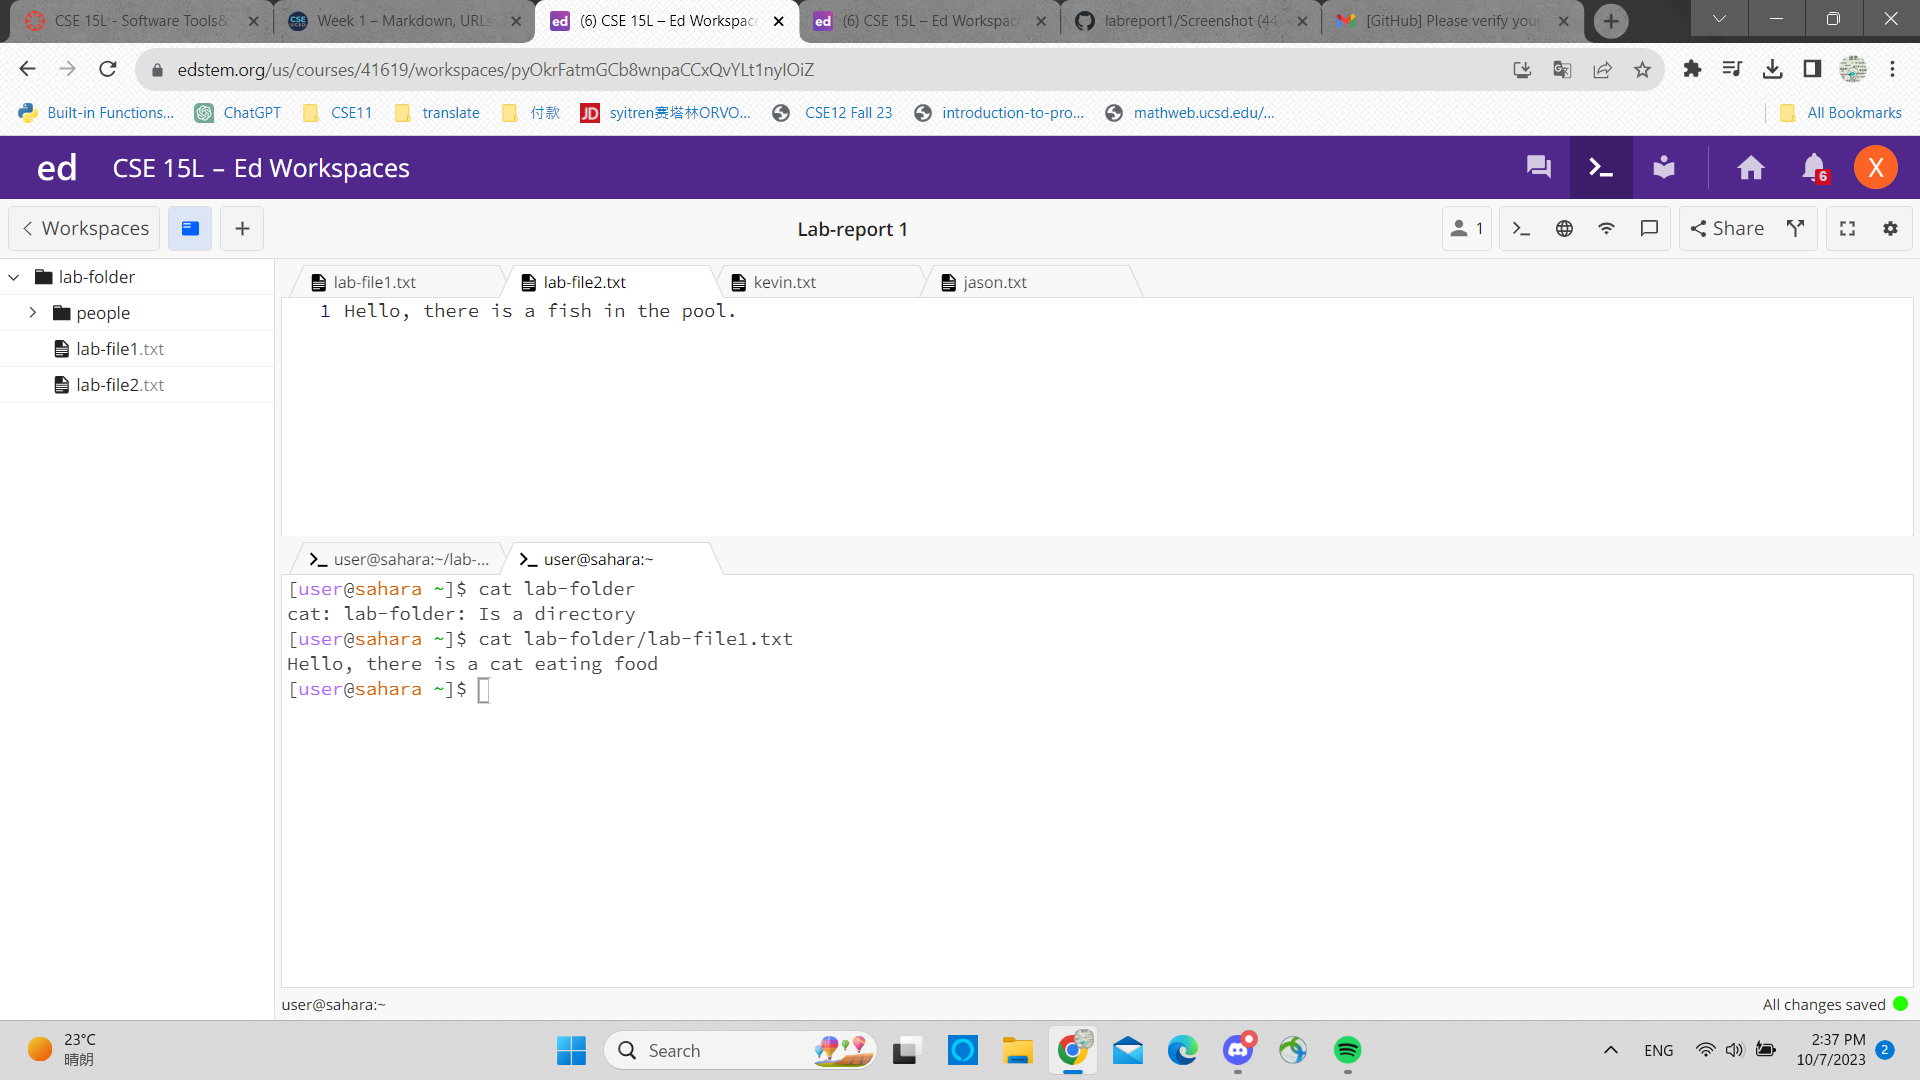 CSE 15L - Software Tools&
Week 1 – Markdown, URLs
(6) CSE 15L – Ed Workspac
(6) CSE 15L – Ed Workspac
labreport1/Screenshot (44
[GitHub] Please verify your
edstem.org/us/courses/41619/workspaces/pyOkrFatmGCb8wnpaCCxQvYLt1nylOiZ
Built-in Functions...
ChatGPT
CSE11
translate
付款
JD
syitren赛塔林ORVO...
CSE12 Fall 23
introduction-to-pro...
mathweb.ucsd.edu/...
All Bookmarks
ed
CSE 15L – Ed Workspaces
6
X
Workspaces
Lab-report 1
1
Share
lab-folder
people
lab-file1.txt
lab-file2.txt
lab-file1.txt
lab-file2.txt
kevin.txt
jason.txt
1 Hello, there is a fish in the pool.
user@sahara:~/lab-...
user@sahara:~
[user@sahara ~]$ cat lab-folder
cat: lab-folder: Is a directory
[user@sahara ~]$ cat lab-folder/lab-file1.txt
Hello, there is a cat eating food
[user@sahara ~]$
user@sahara:~
All changes saved
23°C
晴朗
Search
ENG
2:37 PM
10/7/2023
2